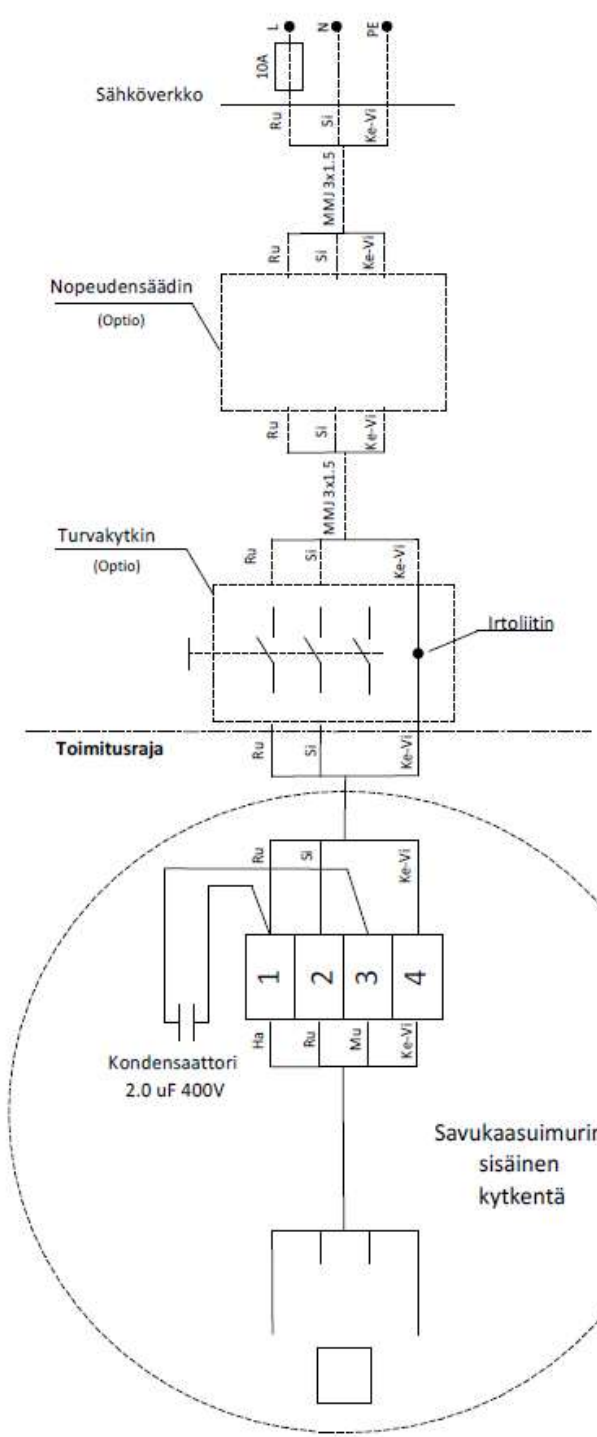 L N PE
10A
Sähköverkko
Ru Si Ke-Vi
MMJ 3x1.5
Ru Si Ke-Vi
Nopeudensäädin
(Optio)
Ru Si Ke-Vi
MMJ 3x1.5
Turvakytkin
(Optio)
Ru Si Ke-Vi
Irtoliitin
Toimitusraja
Ru Si Ke-Vi
Ru Si Ke-Vi
1 2 3 4
Ha Ru Mu Ke-Vi
Kondensaattori
2.0 uF 400V
Savukaasuimurin
sisäinen
kytkentä